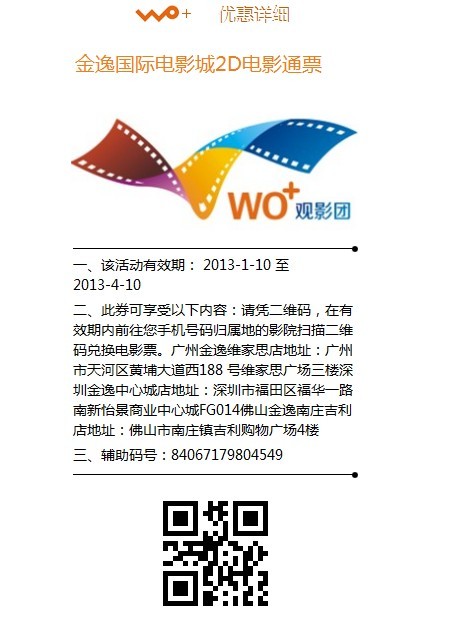 WO+ 优惠详细
金逸国际电影城2D电影通票
WO+观影团
一、该活动有效期： 2013-1-10 至
2013-4-10
二、此券可享受以下内容：请凭二维码，在有
效期内前往您手机号码归属地的影院扫描二维
码兑换电影票。广州金逸维家思店地址：广州
市天河区黄埔大道西188 号维家思广场三楼深
圳金逸中心城店地址：深圳市福田区福华一路
南新怡景商业中心城FG014佛山金逸南庄吉利
店地址：佛山市南庄镇吉利购物广场4楼
三、辅助码号：84067179804549